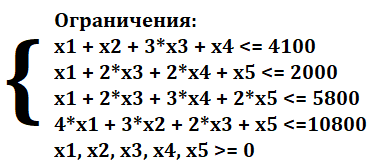 Ограничения:
x1 + x2 + 3*x3 + x4 <= 4100
x1 + 2*x3 + 2*x4 + x5 <= 2000
x1 + 2*x3 + 3*x4 + 2*x5 <=5800
4*x1 + 3*x2 + 2*x3 + x5 <=10800
x1, x2, x3, x4, x5 >= 0